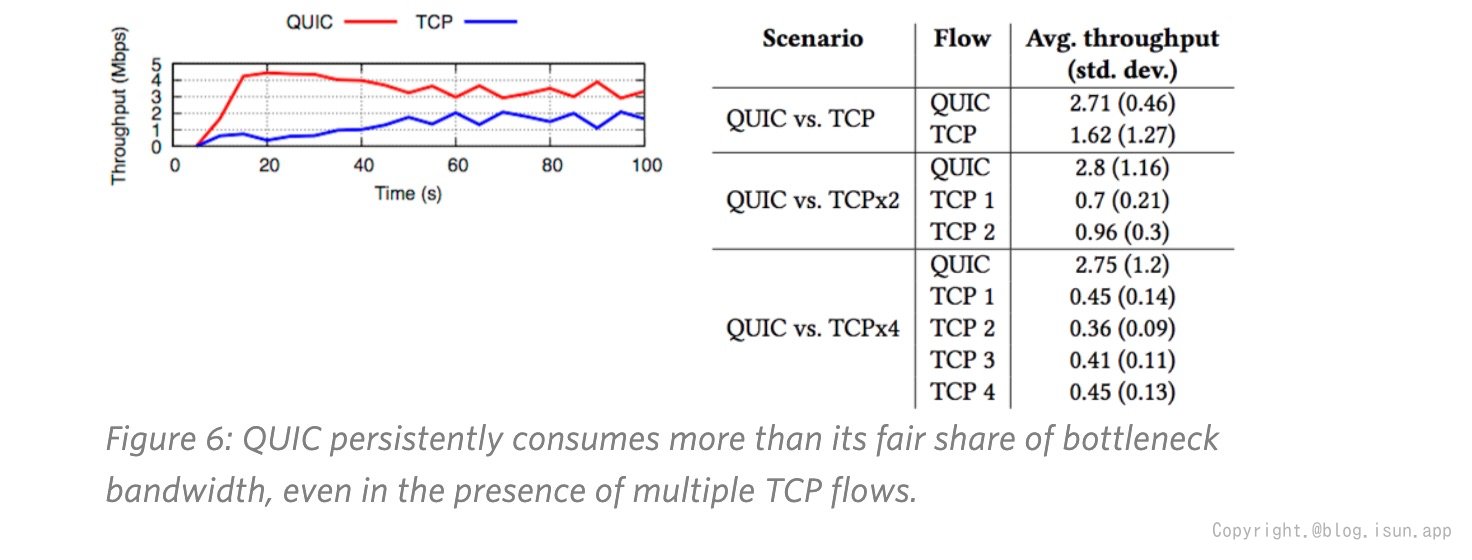 QUIC TCP
Throughput (Mbps)
5
4
3
2
1
0
0 20 40 60 80 100
Time (s)
Scenario Flow Avg. throughput
(std. dev.)
QUIC vs. TCP
QUIC 2.71 (0.46)
TCP 1.62 (1.27)
QUIC vs. TCPx2
QUIC 2.8 (1.16)
TCP 1 0.7 (0.21)
TCP 2 0.96 (0.3)
QUIC vs. TCPx4
QUIC 2.75 (1.2)
TCP 1 0.45 (0.14)
TCP 2 0.36 (0.09)
TCP 3 0.41 (0.11)
TCP 4 0.45 (0.13)
Figure 6: QUIC persistently consumes more than its fair share of bottleneck
bandwidth, even in the presence of multiple TCP flows.
Copyright.@blog.isun.app